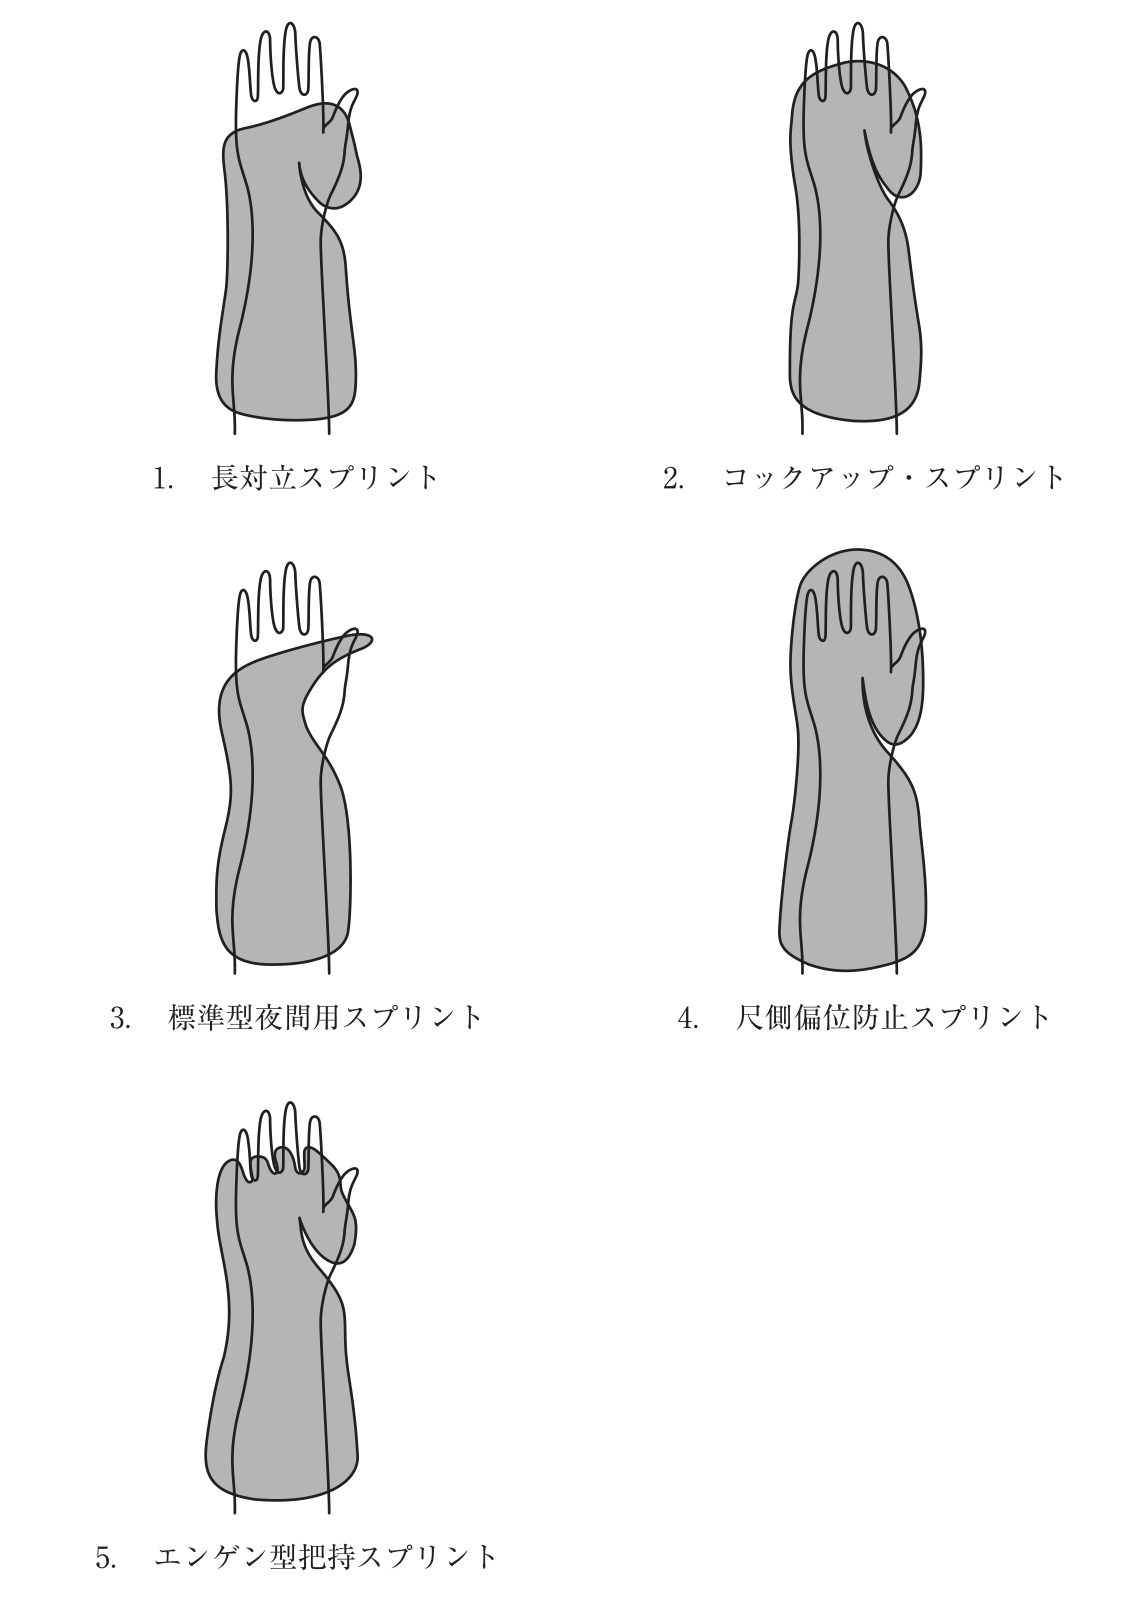 1. 長対立スプリント
2. コックアップ・スプリント
3. 標準型夜間用スプリント
4. 尺側偏位防止スプリント
5. エンゲン型把持スプリント